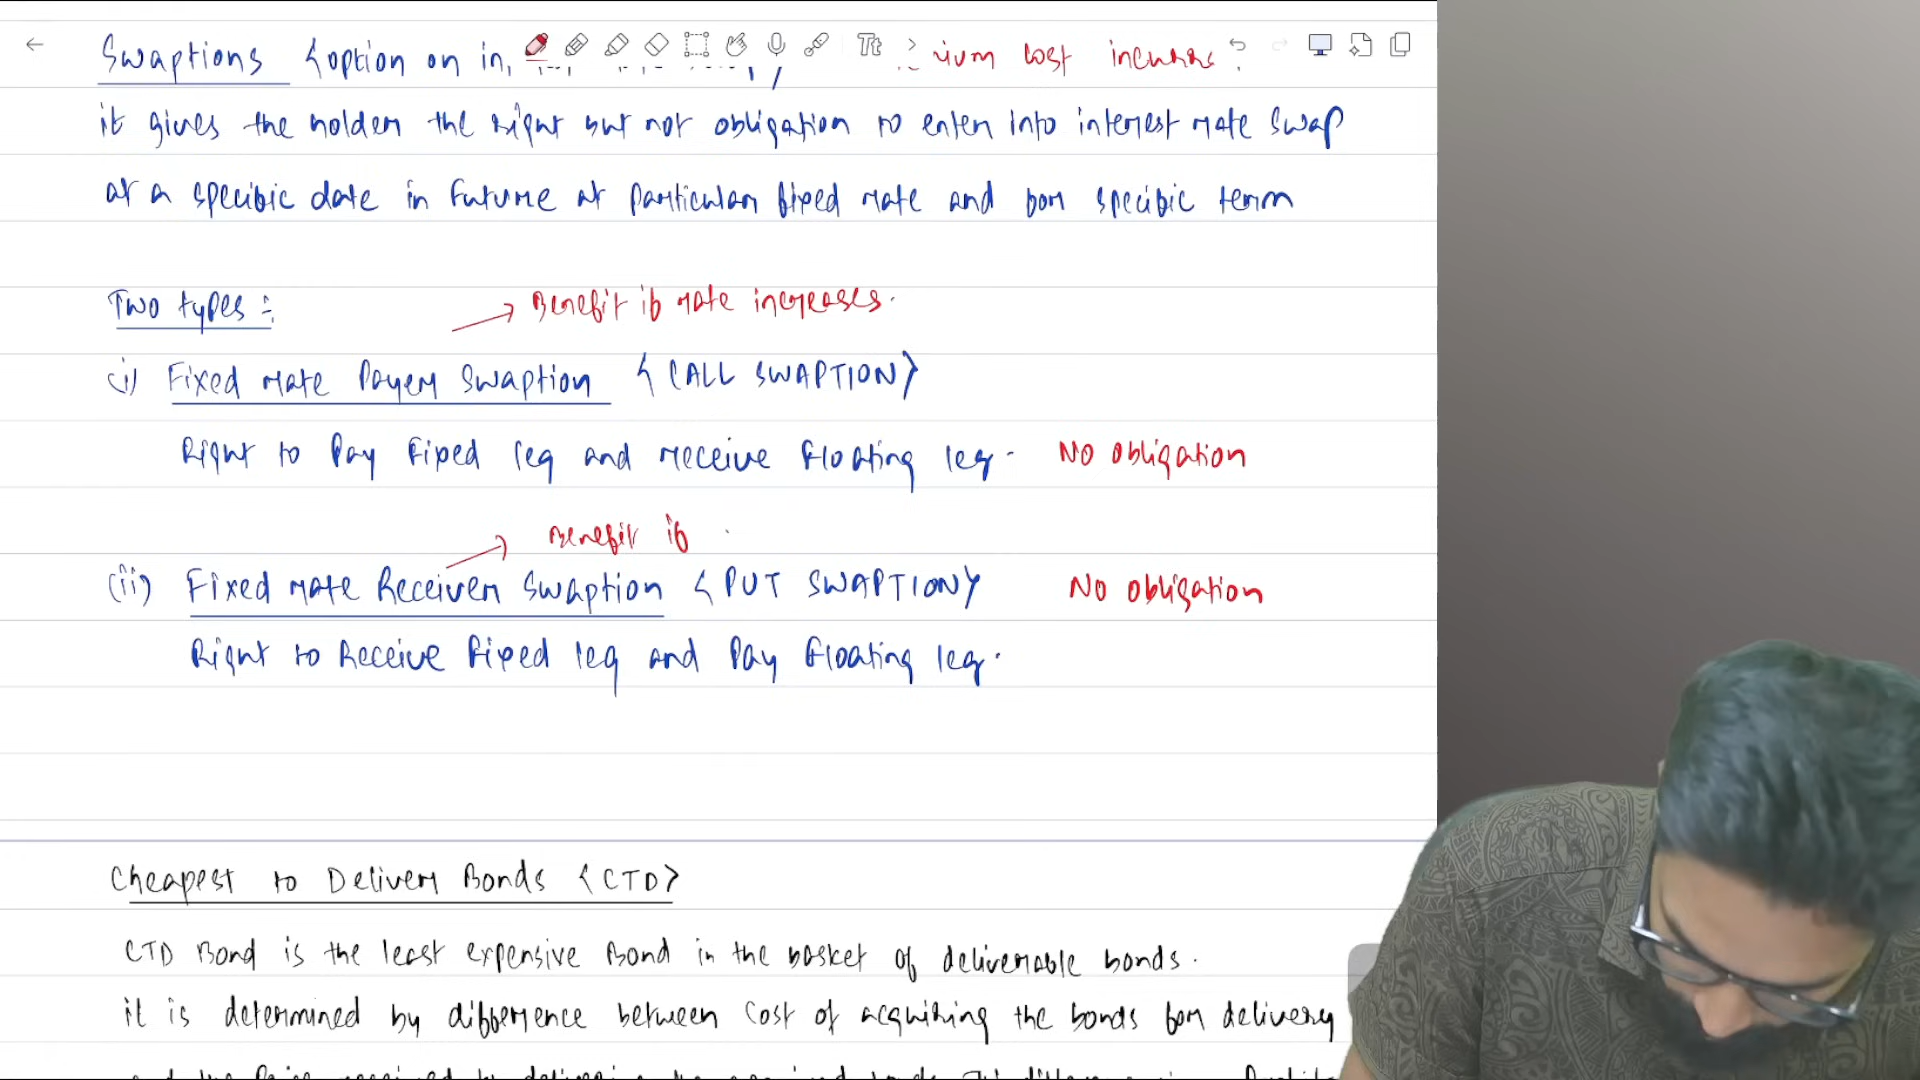 Swaptions {option on in
ium cost incurred
it gives the holder the right but not obligation to enter into interest rate swap
at a specific date in future at particular fixed rate and for specific term
Two types :-
→ Benefit if rate increases.
(i) Fixed rate Payer Swaption {CALL SWAPTION}
Right to Pay Fixed leg and receive Floating leg. No obligation
→ Benefit if
(ii) Fixed rate Receiver Swaption {PUT SWAPTION} No obligation
Right to Receive Fixed leg and Pay Floating leg.
Cheapest to Deliver Bonds {CTD}
CTD Bond is the least expensive Bond in the basket of deliverable bonds.
it is determined by difference between cost of acquiring the bonds for delivery